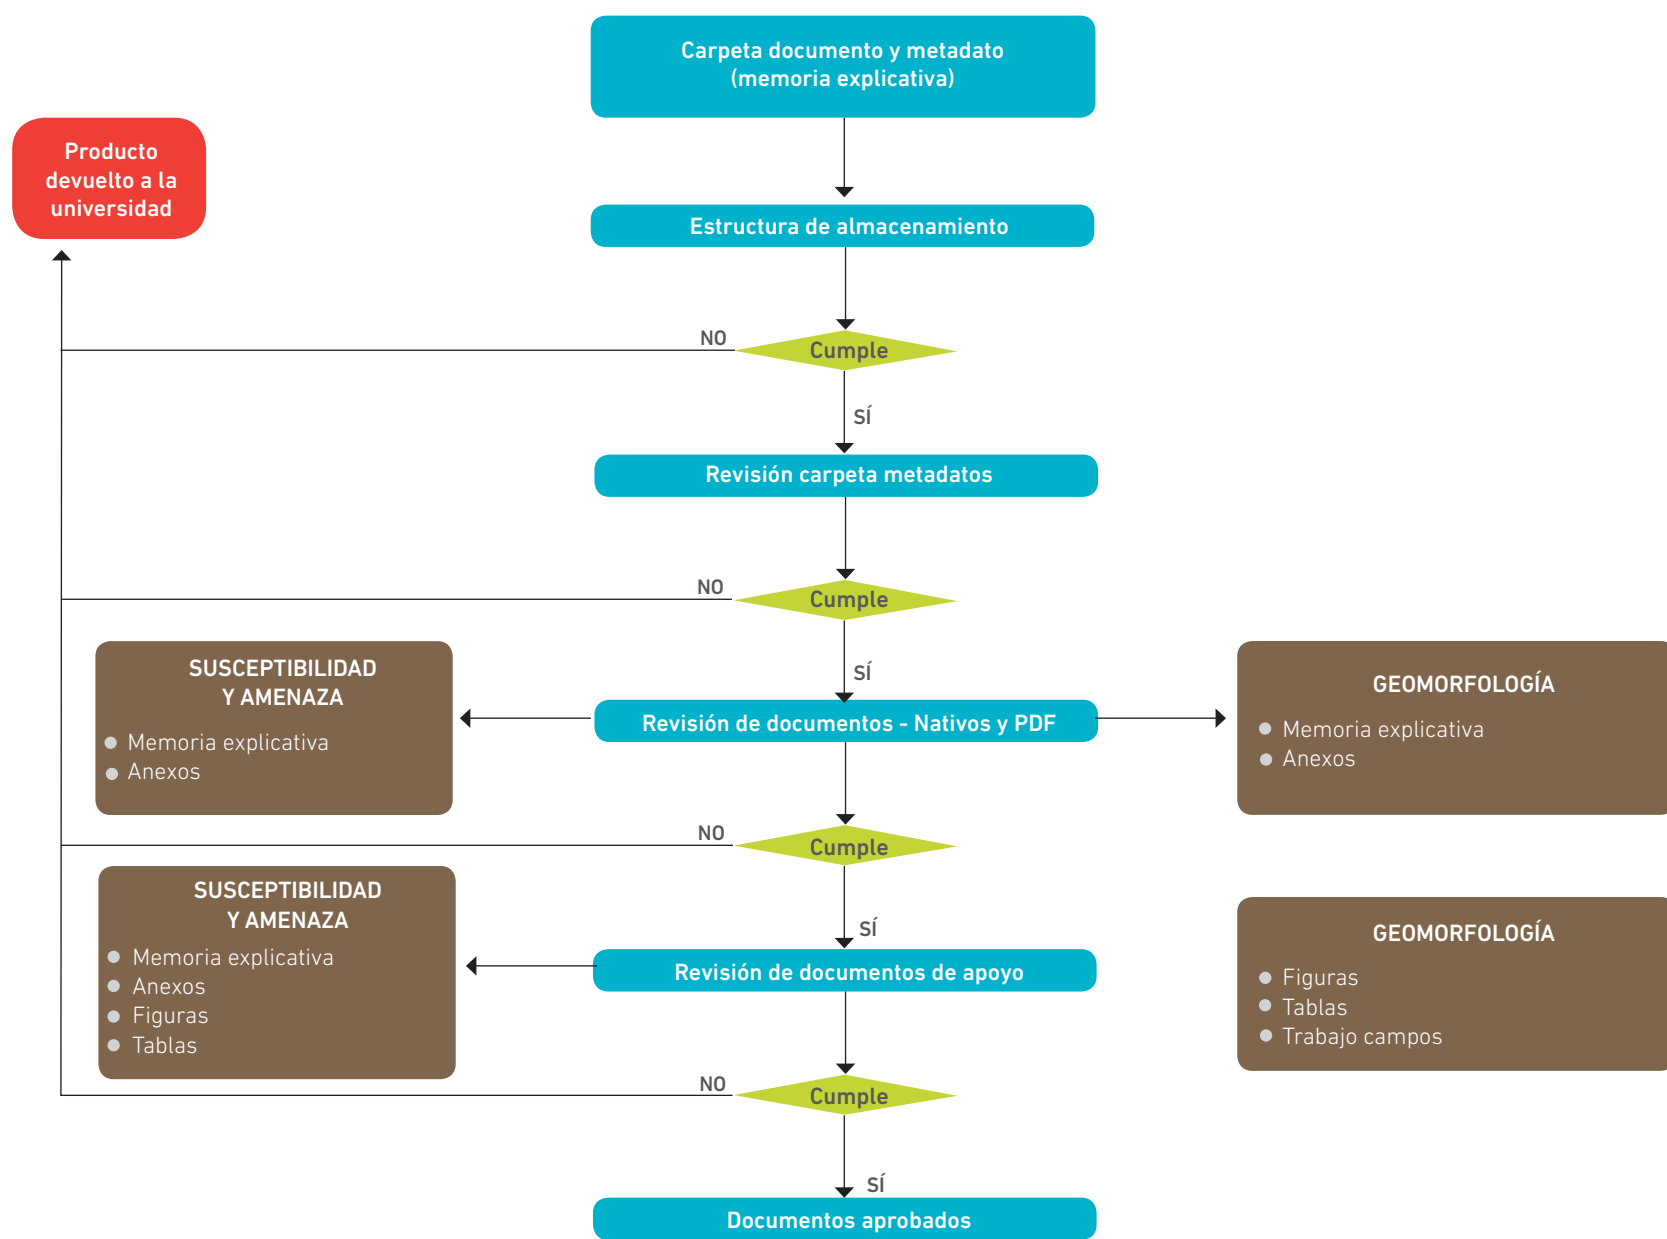 Carpeta documento y metadato
(memoria explicativa)
Producto
devuelto a la
universidad
Estructura de almacenamiento
NO
Cumple
SÍ
Revisión carpeta metadatos
NO
Cumple
SÍ
SUSCEPTIBILIDAD
Y AMENAZA
Memoria explicativa
Anexos
Revisión de documentos - Nativos y PDF
GEOMORFOLOGÍA
Memoria explicativa
Anexos
NO
Cumple
SÍ
SUSCEPTIBILIDAD
Y AMENAZA
Memoria explicativa
Anexos
Figuras
Tablas
Revisión de documentos de apoyo
GEOMORFOLOGÍA
Figuras
Tablas
Trabajo campos
NO
Cumple
SÍ
Documentos aprobados